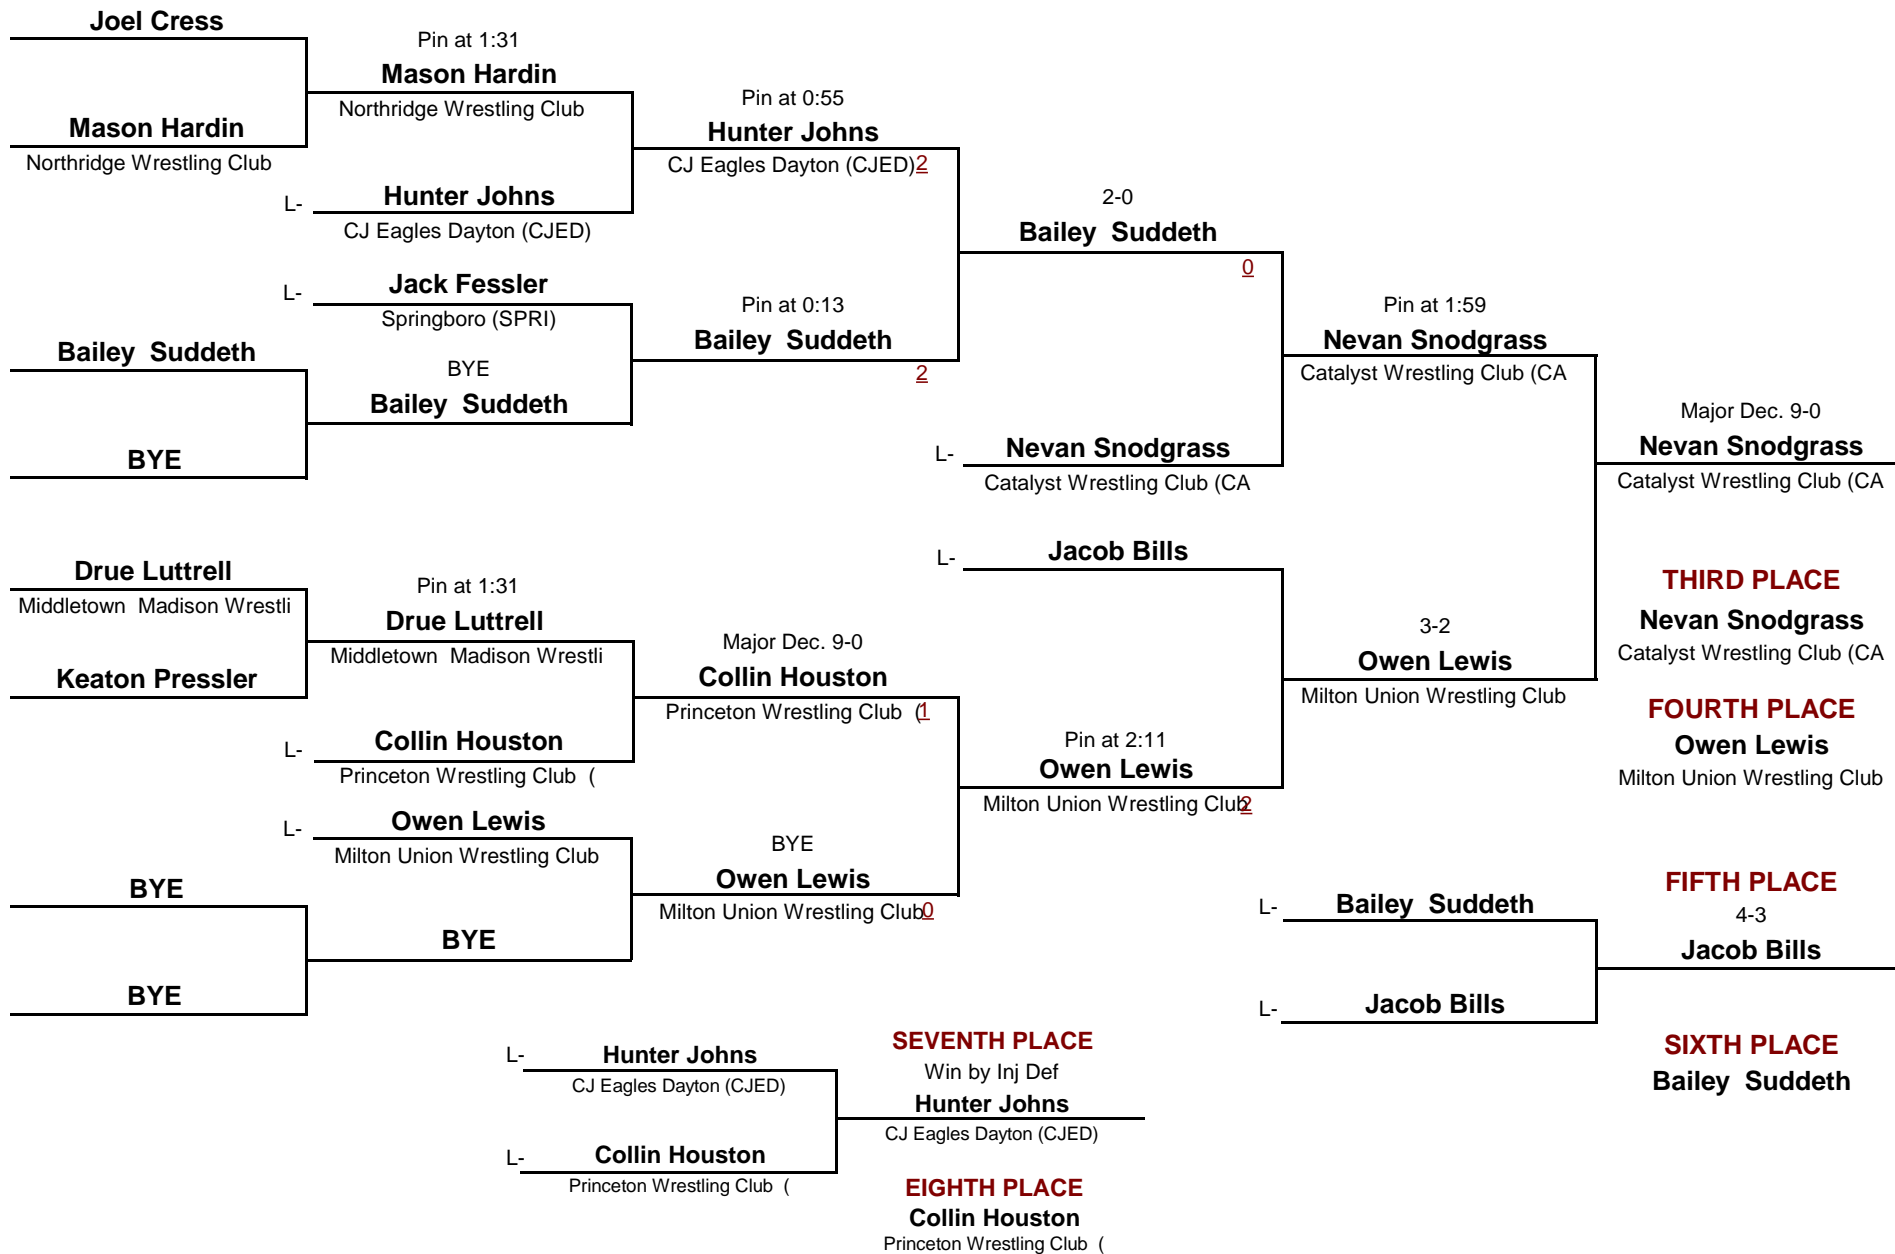 Joel Cress
Pin at 1:31
Mason Hardin
Northridge Wrestling Club
Mason Hardin
Northridge Wrestling Club
Pin at 0:55
Hunter Johns
CJ Eagles Dayton (CJED) 2
L- Hunter Johns
CJ Eagles Dayton (CJED)
2-0
Bailey Suddeth
0
L- Jack Fessler
Springboro (SPRI)
Pin at 0:13
Bailey Suddeth
2
Bailey Suddeth
BYE
Bailey Suddeth
BYE
Pin at 1:59
Nevan Snodgrass
Catalyst Wrestling Club (CA
L- Nevan Snodgrass
Catalyst Wrestling Club (CA
Major Dec. 9-0
Nevan Snodgrass
Catalyst Wrestling Club (CA
Drue Luttrell
Middletown Madison Wrestli
Pin at 1:31
Drue Luttrell
Middletown Madison Wrestli
Keaton Pressler
L- Jacob Bills
Major Dec. 9-0
Collin Houston
Princeton Wrestling Club ( 1
L- Collin Houston
Princeton Wrestling Club (
3-2
Owen Lewis
Milton Union Wrestling Club
THIRD PLACE
Nevan Snodgrass
Catalyst Wrestling Club (CA
FOURTH PLACE
Owen Lewis
Milton Union Wrestling Club
Pin at 2:11
Owen Lewis
Milton Union Wrestling Club 2
L- Owen Lewis
Milton Union Wrestling Club
BYE
Owen Lewis
Milton Union Wrestling Club 0
BYE
BYE
BYE
L- Bailey Suddeth
FIFTH PLACE
4-3
Jacob Bills
L- Jacob Bills
SIXTH PLACE
Bailey Suddeth
L- Hunter Johns
CJ Eagles Dayton (CJED)
SEVENTH PLACE
Win by Inj Def
Hunter Johns
CJ Eagles Dayton (CJED)
L- Collin Houston
Princeton Wrestling Club (
EIGHTH PLACE
Collin Houston
Princeton Wrestling Club (